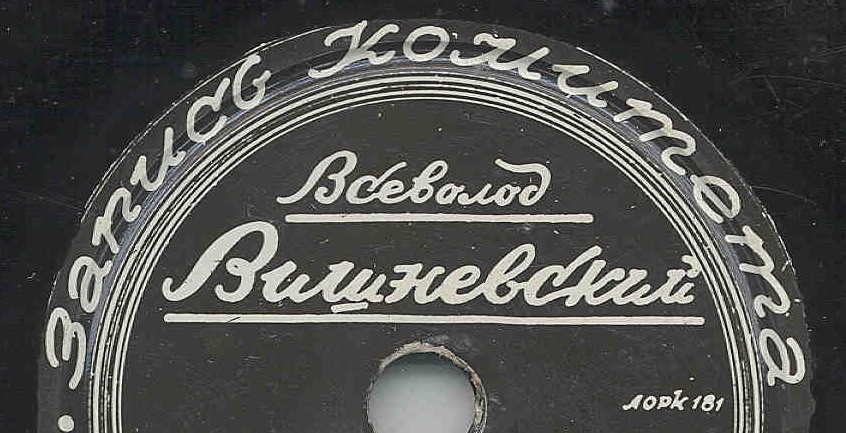 Запись комитета
Всеволод
Вишневский
ЛОРК 181